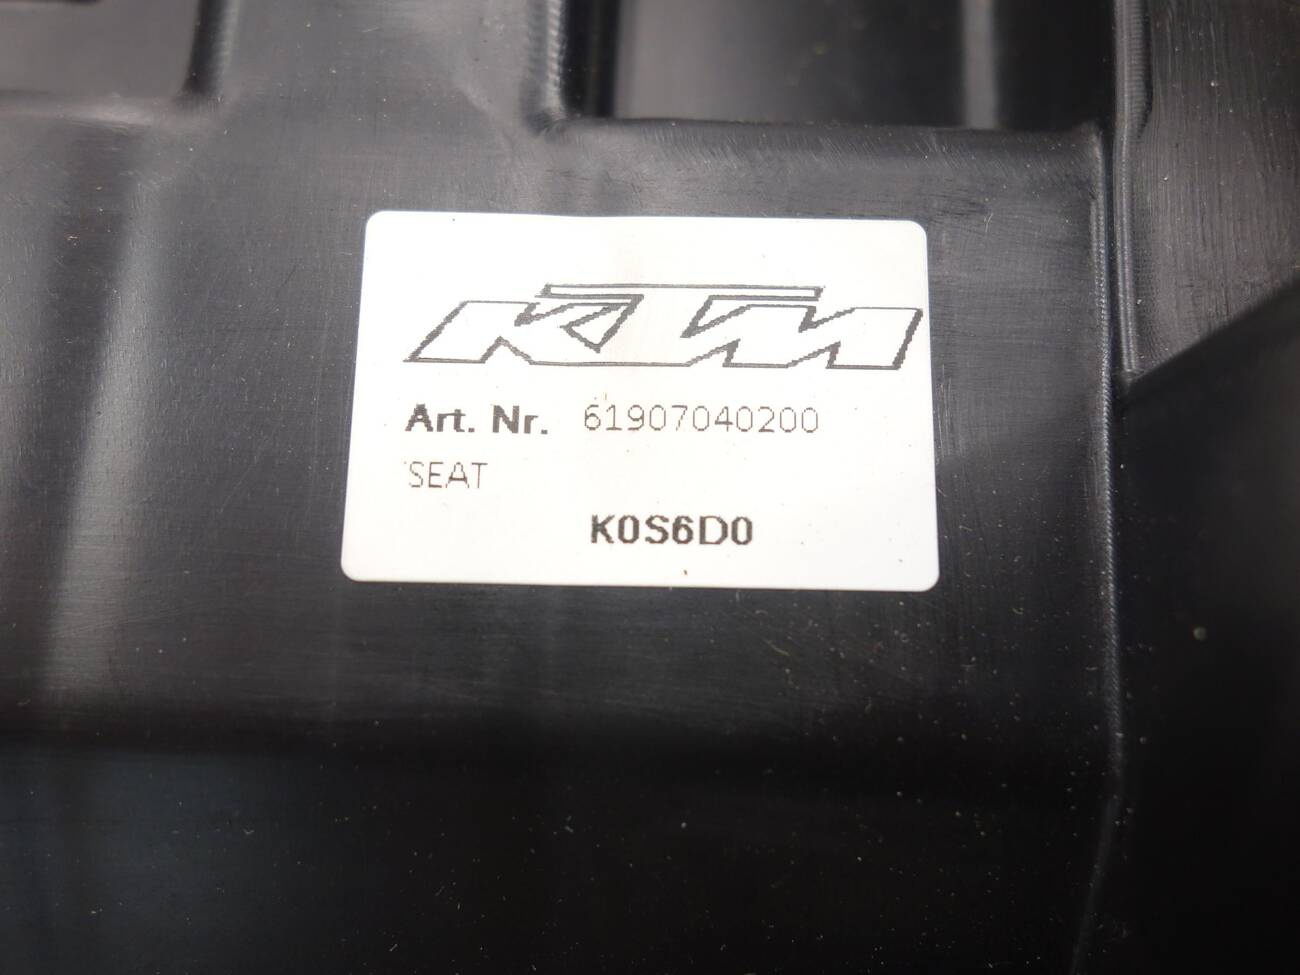 KTM
Art. Nr. 61907040200
SEAT
K0S6D0